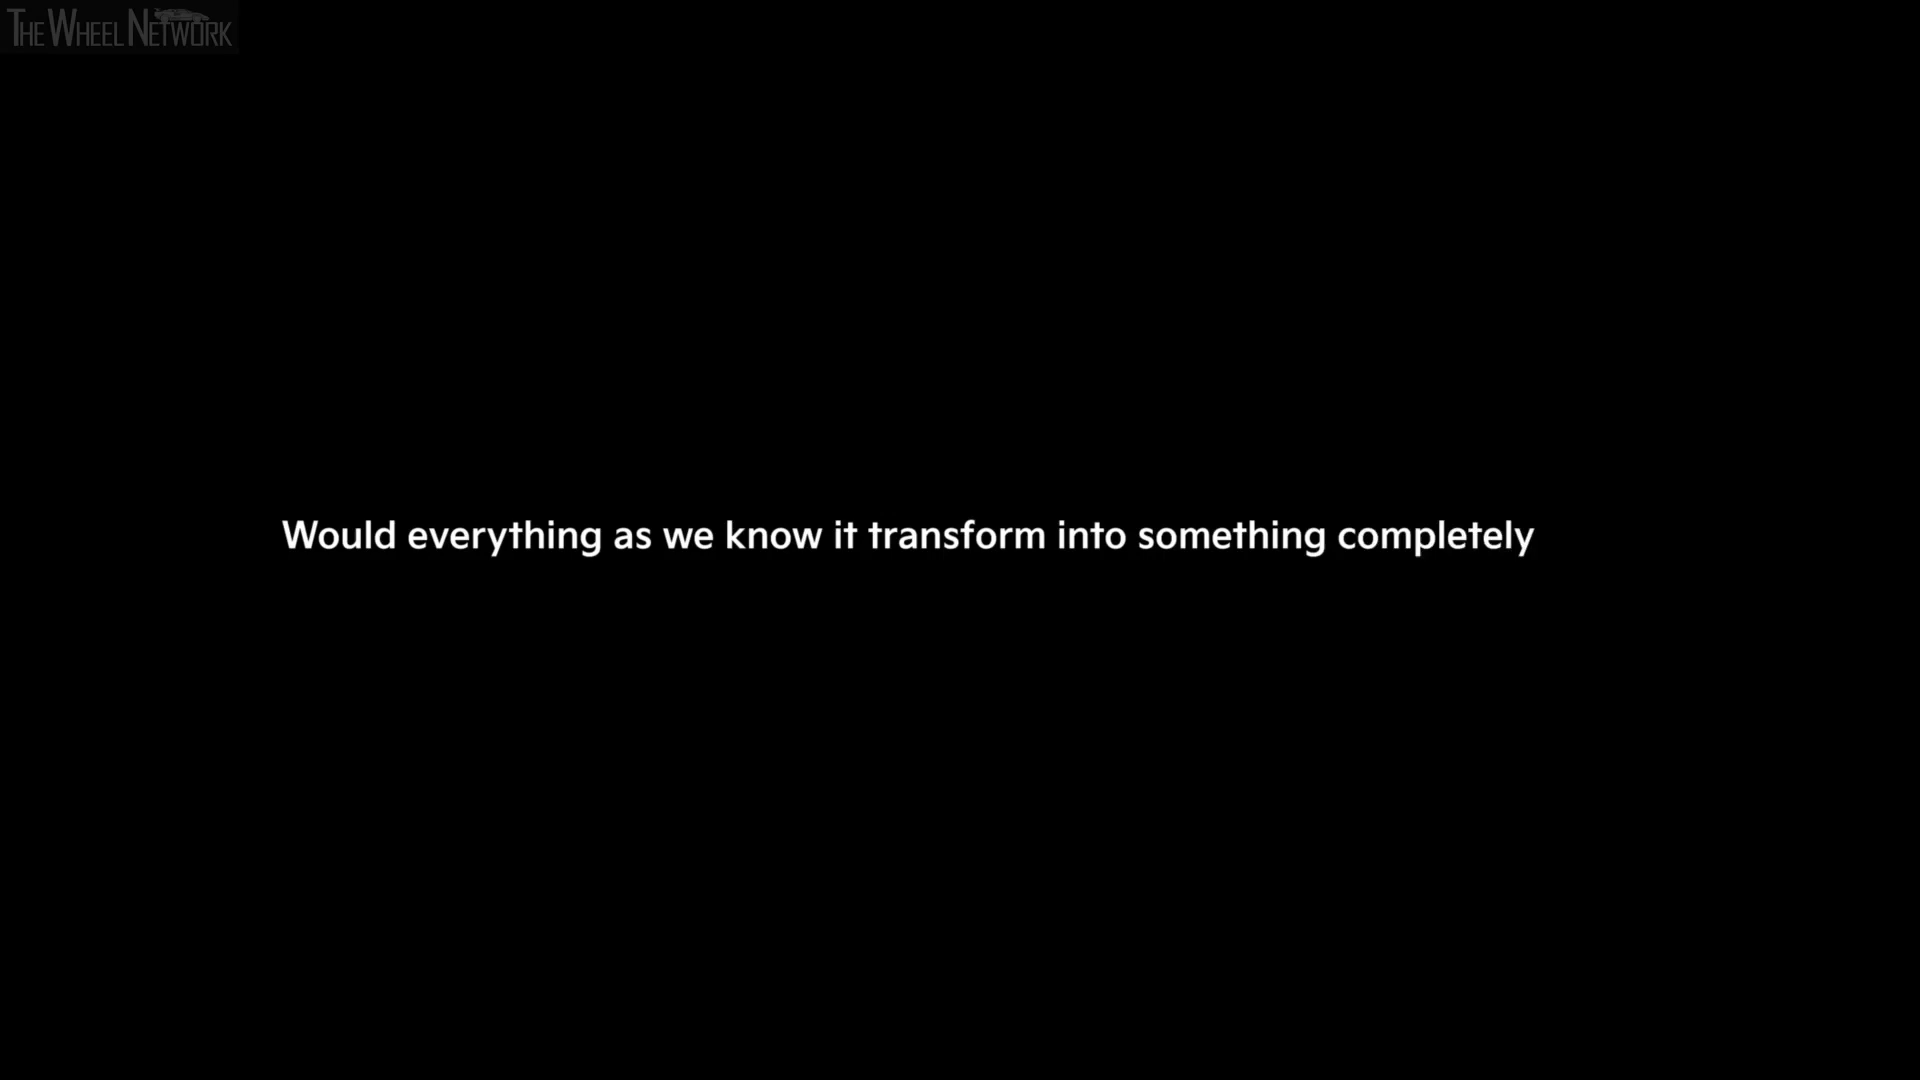 THE WHEEL NETWORK
Would everything as we know it transform into something completely